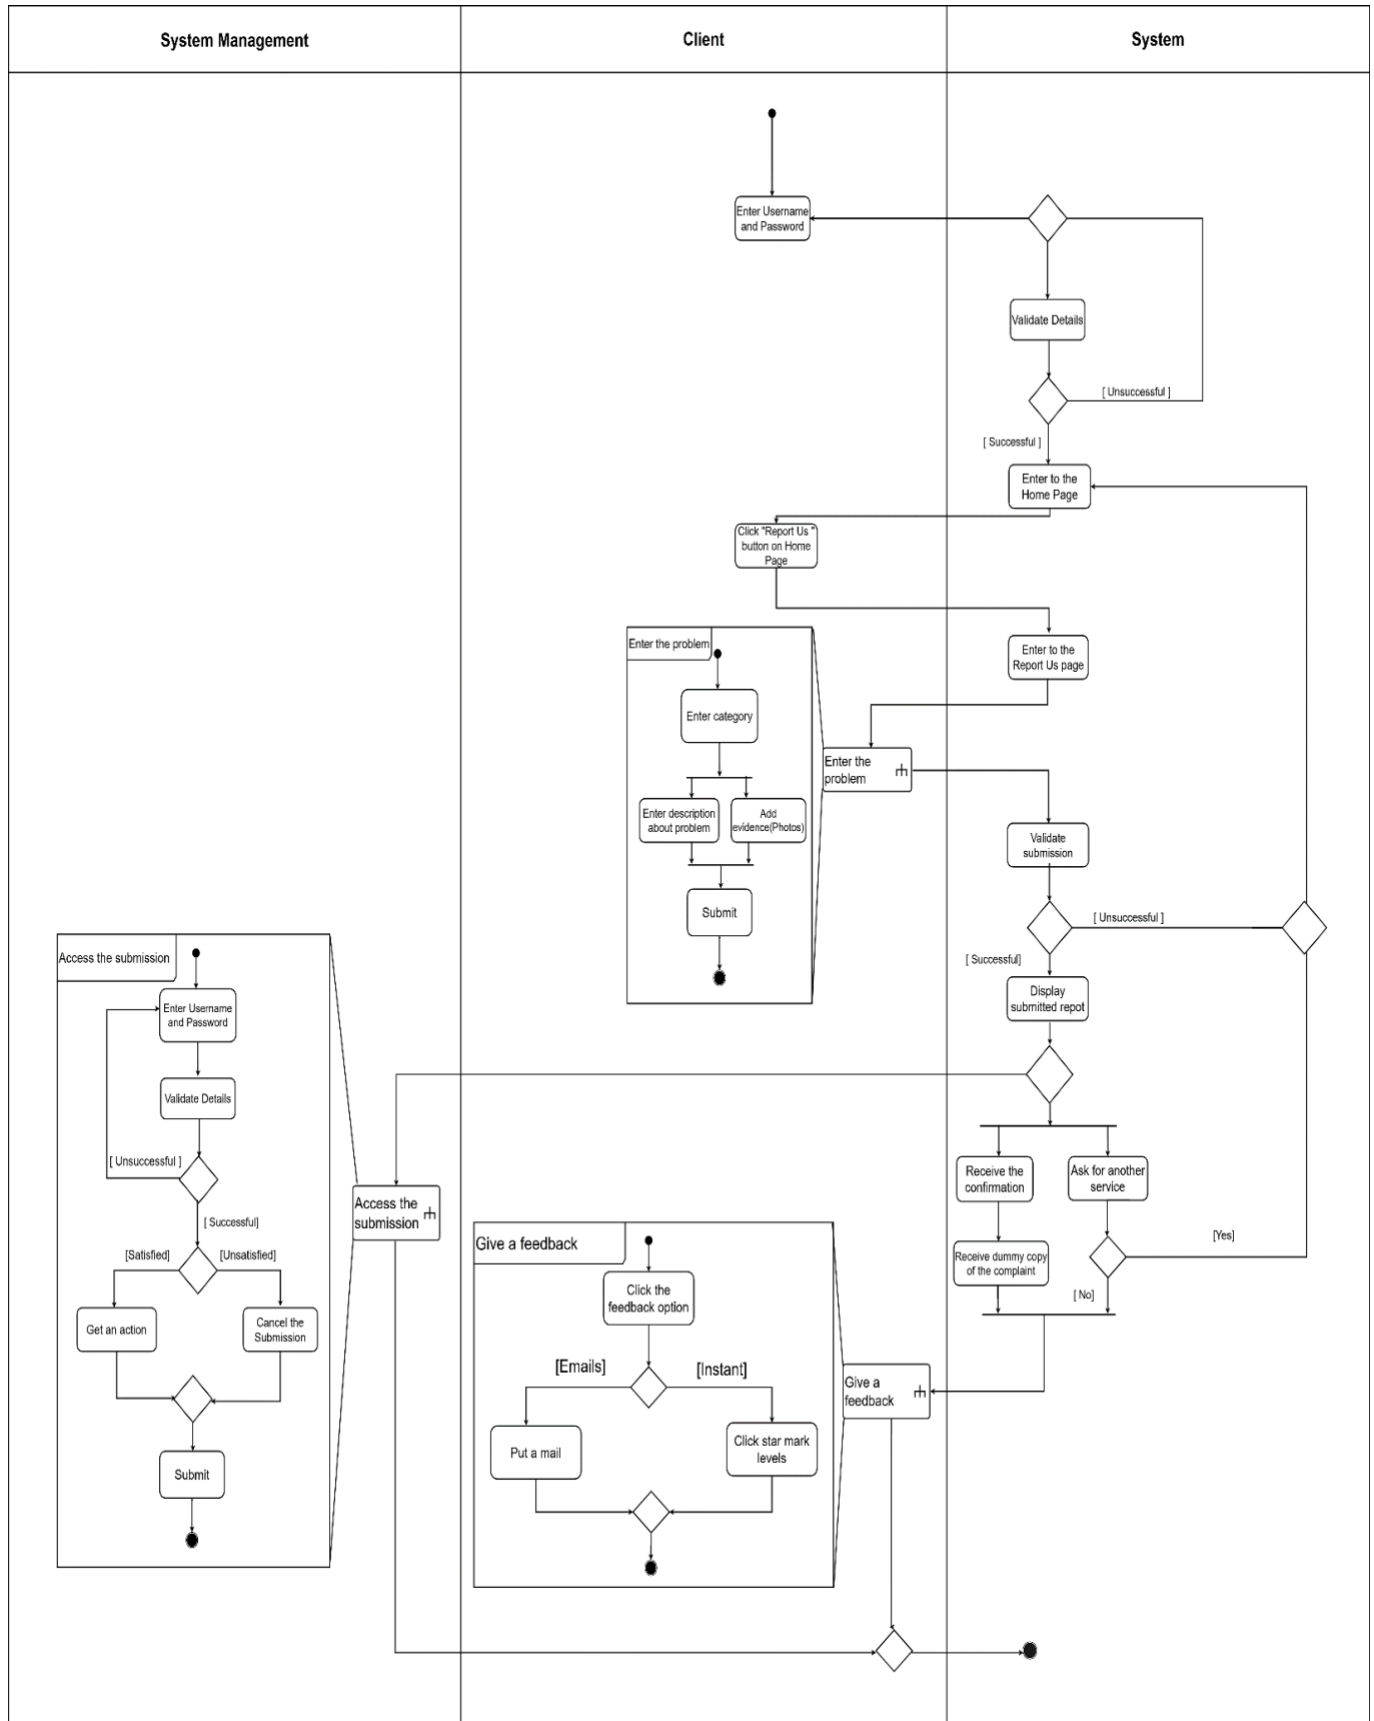 System Management
Client
System
Enter Username
and Password
Validate Details
[ Unsuccessful ]
[ Successful ]
Enter to the
Home Page
Click "Report Us "
button on Home
Page
Enter to the
Report Us page
Enter the problem
Enter category
Enter description
about problem
Add
evidence(Photos)
Submit
Enter the
problem
Validate
submission
[ Unsuccessful ]
[ Successful]
Display
submitted repot
Access the submission
Enter Username
and Password
Validate Details
[ Unsuccessful ]
[ Successful]
[Satisfied]
[Unsatisfied]
Get an action
Cancel the
Submission
Submit
Access the
submission
Receive the
confirmation
Ask for another
service
Receive dummy copy
of the complaint
[Yes]
[ No]
Give a feedback
Click the
feedback option
[Emails]
[Instant]
Put a mail
Click star mark
levels
Give a
feedback